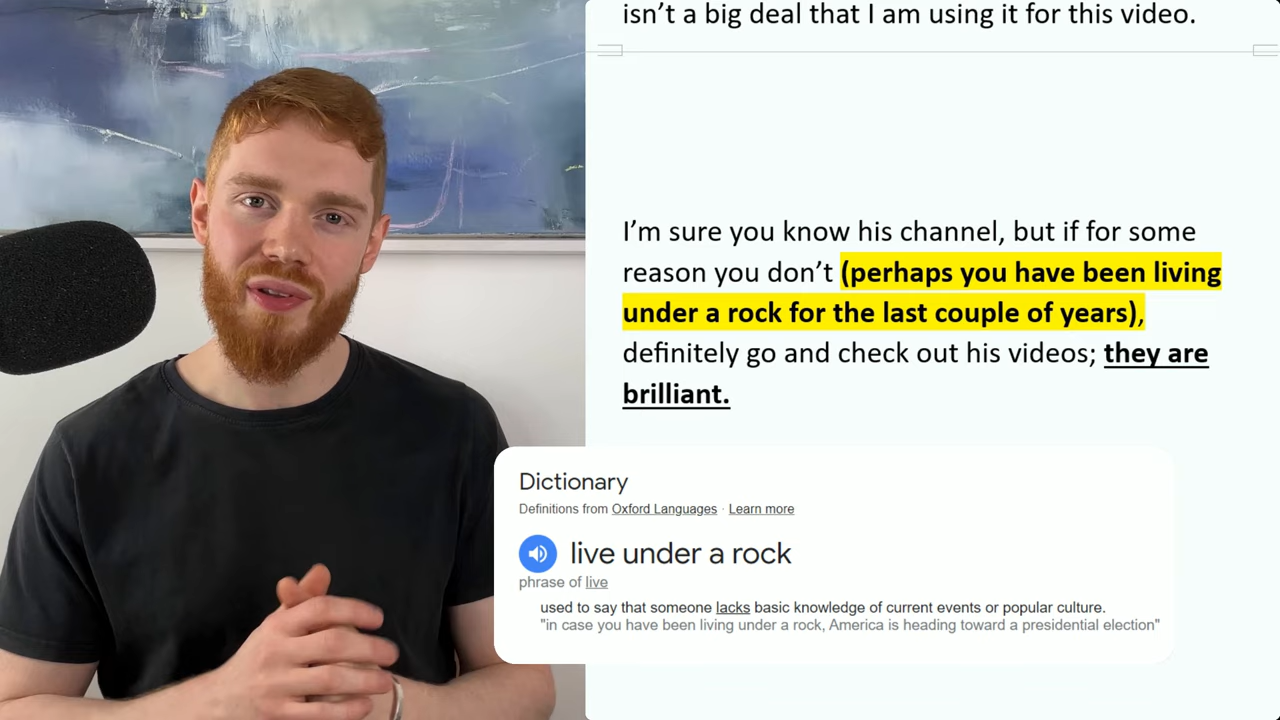 isn’t a big deal that I am using it for this video.
I’m sure you know his channel, but if for some
reason you don’t (perhaps you have been living
under a rock for the last couple of years),
definitely go and check out his videos; they are
brilliant.
Dictionary
Definitions from Oxford Languages · Learn more
live under a rock
phrase of live
used to say that someone lacks basic knowledge of current events or popular culture.
"in case you have been living under a rock, America is heading toward a presidential election"